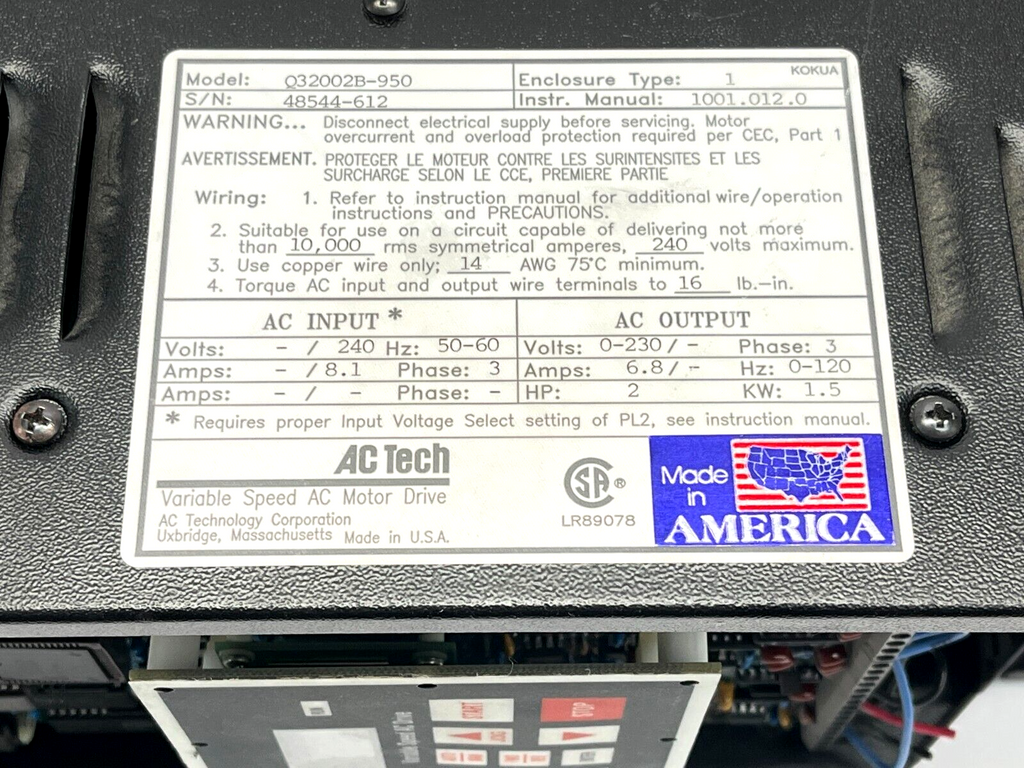 Model: Q32002B-950 Enclosure Type: 1 KOKUA
S/N: 48544-612 Instr. Manual: 1001.012.0
WARNING... Disconnect electrical supply before servicing. Motor
overcurrent and overload protection required per CEC, Part 1
AVERTISSEMENT. PROTEGER LE MOTEUR CONTRE LES SURINTENSITES ET LES
SURCHARGE SELON LE CCE, PREMIERE PARTIE
Wiring: 1. Refer to instruction manual for additional wire/operation
instructions and PRECAUTIONS.
2. Suitable for use on a circuit capable of delivering not more
than 10,000 rms symmetrical amperes, 240 volts maximum.
3. Use copper wire only; 14 AWG 75°C minimum.
4. Torque AC input and output wire terminals to 16 lb.-in.
AC INPUT * AC OUTPUT
Volts: - / 240 Hz: 50-60 Volts: 0-230 / - Phase: 3
Amps: - / 8.1 Phase: 3 Amps: 6.8 / - Hz: 0-120
Amps: - / - Phase: - HP: 2 KW: 1.5
* Requires proper Input Voltage Select setting of PL2, see instruction manual.
AC Tech
Variable Speed AC Motor Drive
AC Technology Corporation
Uxbridge, Massachusetts Made in U.S.A.
SA ®
LR89078
Made
in
AMERICA
START
STOP
Variable Speed AC Drive